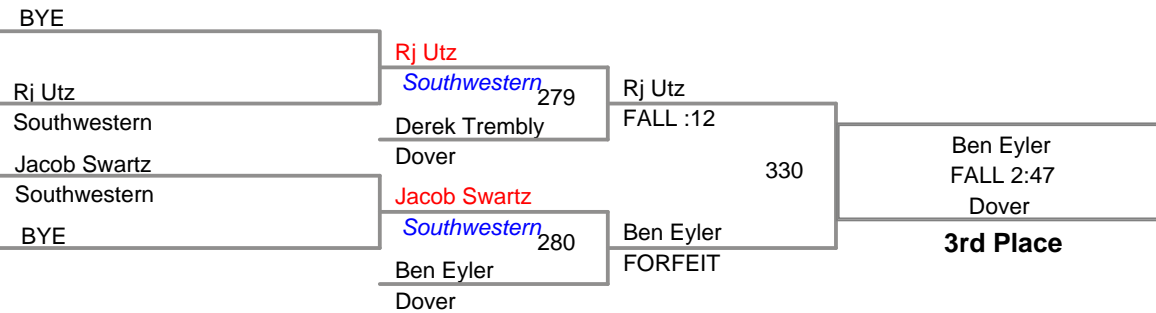 BYE
Rj Utz
Southwestern
Jacob Swartz
Southwestern
BYE
Rj Utz
Southwestern
279
Derek Trembly
Dover
Jacob Swartz
Southwestern
280
Ben Eyler
Dover
Rj Utz
FALL :12
330
Ben Eyler
FORFEIT
Ben Eyler
FALL 2:47
Dover
3rd Place